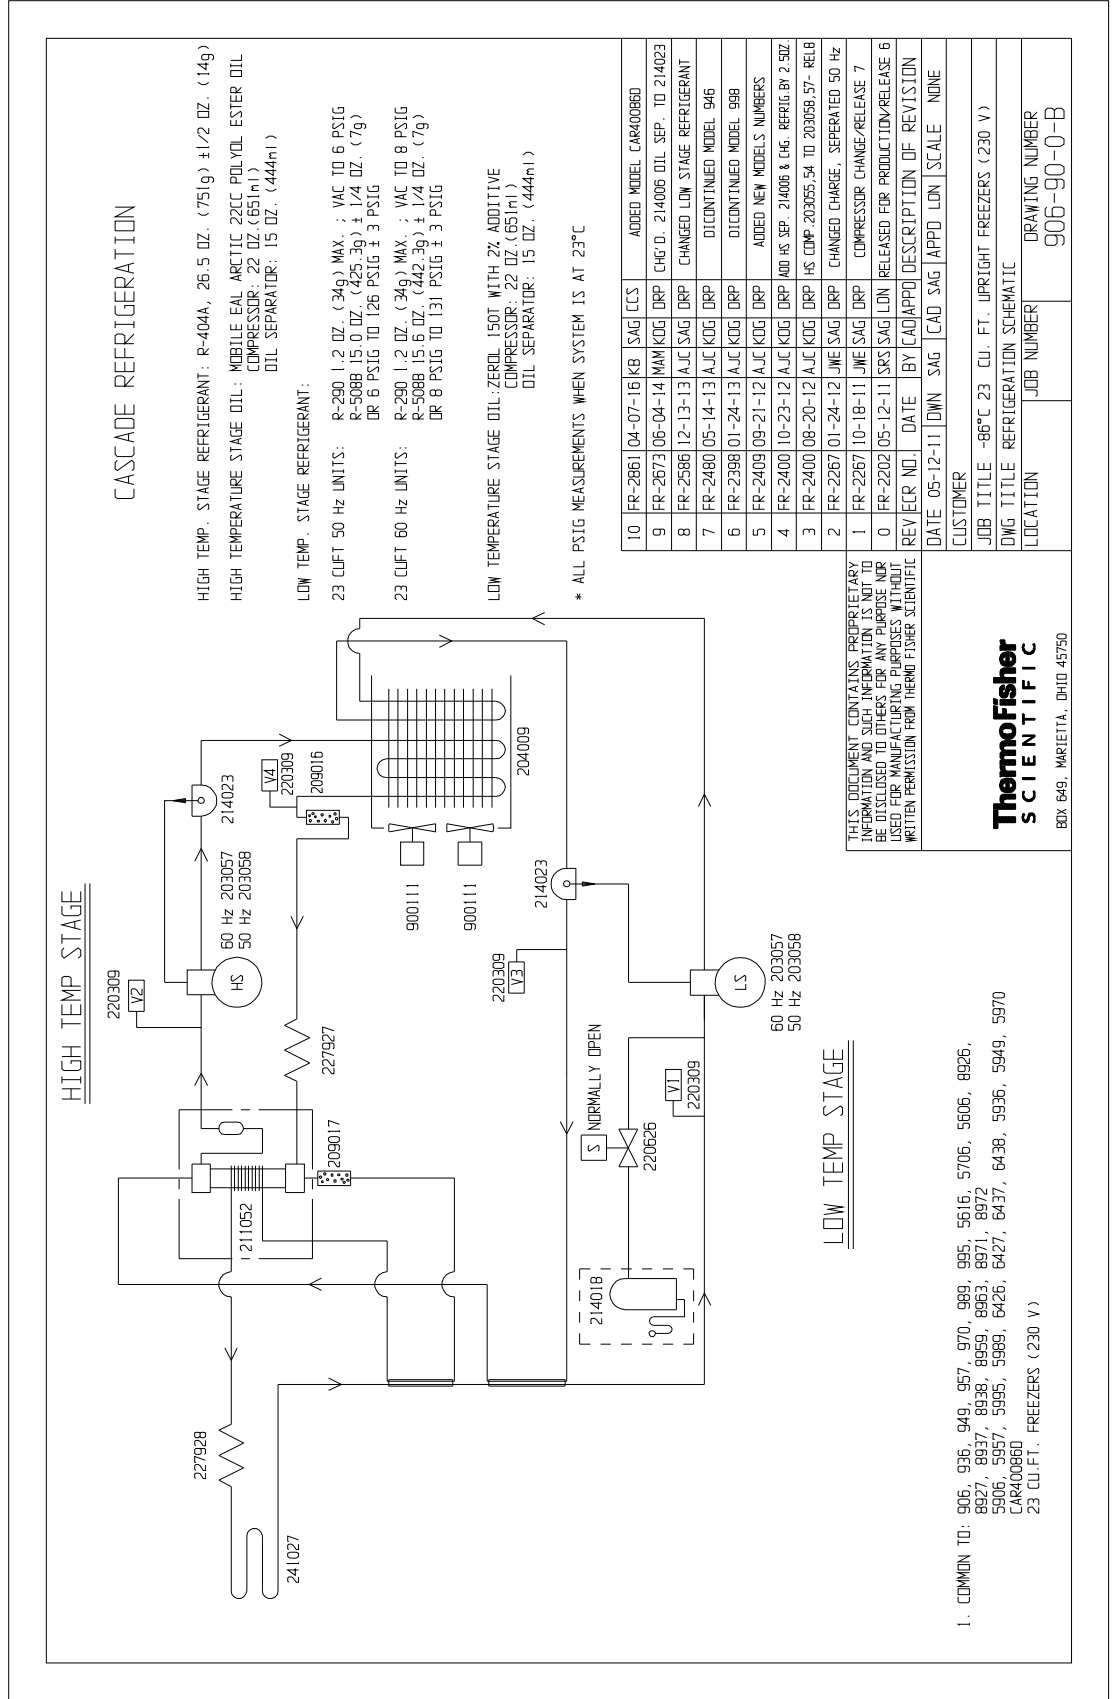 CASCADE REFRIGERATION
HIGH TEMP. STAGE REFRIGERANT: R-404A, 26.5 OZ. (751g) ±1/2 OZ. (14g)
HIGH TEMPERATURE STAGE OIL: MOBILE EAL ARCTIC 22CC POLYOL ESTER OIL
COMPRESSOR: 22 OZ.(651ml)
OIL SEPARATOR: 15 OZ. (444ml)
LOW TEMP. STAGE REFRIGERANT:
23 CUFT 50 Hz UNITS: R-290 1.2 OZ. (34g) MAX. ; VAC TO 6 PSIG
R-508B 15.0 OZ. (425.3g) ± 1/4 OZ. (7g)
OR 6 PSIG TO 126 PSIG ± 3 PSIG
23 CUFT 60 Hz UNITS: R-290 1.2 OZ. (34g) MAX. ; VAC TO 8 PSIG
R-508B 15.6 OZ. (442.3g) ± 1/4 OZ. (7g)
OR 8 PSIG TO 131 PSIG ± 3 PSIG
LOW TEMPERATURE STAGE OIL:ZEROL 150T WITH 2% ADDITIVE
COMPRESSOR: 22 OZ.(651ml)
OIL SEPARATOR: 15 OZ. (444ml)
* ALL PSIG MEASUREMENTS WHEN SYSTEM IS AT 23°C
HIGH TEMP STAGE
220309
V2
HS
60 Hz 203057
50 Hz 203058
214023
V4
220309
209016
204009
900111
900111
227927
209017
211052
227928
241027
214023
220309
V3
S NORMALLY OPEN
220626
214018
V1
220309
LS
60 Hz 203057
50 Hz 203058
LOW TEMP STAGE
1. COMMON TO: 906, 936, 949, 957, 970, 989, 995, 5616, 5706, 5606, 8926,
8927, 8937, 8938, 8959, 8963, 8971, 8972
5906, 5957, 5995, 5989, 6426, 6427, 6437, 6438, 5936, 5949, 5970
CAR40086D
23 CU.FT. FREEZERS (230 V)
10 FR-2861 04-07-16 KB SAG CCS ADDED MODEL CAR40086D
9 FR-2673 06-04-14 MAM KDG DRP CHG'D. 214006 OIL SEP. TO 214023
8 FR-2586 12-13-13 AJC SAG DRP CHANGED LOW STAGE REFRIGERANT
7 FR-2480 05-14-13 AJC KDG DRP DICONTINUED MODEL 946
6 FR-2398 01-24-13 AJC KDG DRP DICONTINUED MODEL 998
5 FR-2409 09-21-12 AJC KDG DRP ADDED NEW MODELS NUMBERS
4 FR-2400 10-23-12 AJC KDG DRP ADD HS SEP. 214006 & CHG. REFRIG.BY 2.5OZ.
3 FR-2400 08-20-12 AJC KDG DRP HS COMP.203055,54 TO 203058,57- REL8
2 FR-2267 01-24-12 JWE SAG DRP CHANGED CHARGE, SEPERATED 50 Hz
1 FR-2267 10-18-11 JWE SAG DRP COMPRESSOR CHANGE/RELEASE 7
0 FR-2202 05-12-11 SRS SAG LDN RELEASED FOR PRODUCTION/RELEASE 6
REV ECR NO. DATE BY CAD APPD DESCRIPTION OF REVISION
DATE 05-12-11 DWN SAG CAD SAG APPD LDN SCALE NONE
CUSTOMER
JOB TITLE -86°C 23 CU. FT. UPRIGHT FREEZERS (230 V)
DWG TITLE REFRIGERATION SCHEMATIC
LOCATION JOB NUMBER DRAWING NUMBER
906-90-0-B
THIS DOCUMENT CONTAINS PROPRIETARY
INFORMATION AND SUCH INFORMATION IS NOT TO
BE DISCLOSED TO OTHERS FOR ANY PURPOSE NOR
USED FOR MANUFACTURING PURPOSES WITHOUT
WRITTEN PERMISSION FROM THERMO FISHER SCIENTIFIC
ThermoFisher
SCIENTIFIC
BOX 649, MARIETTA, OHIO 45750